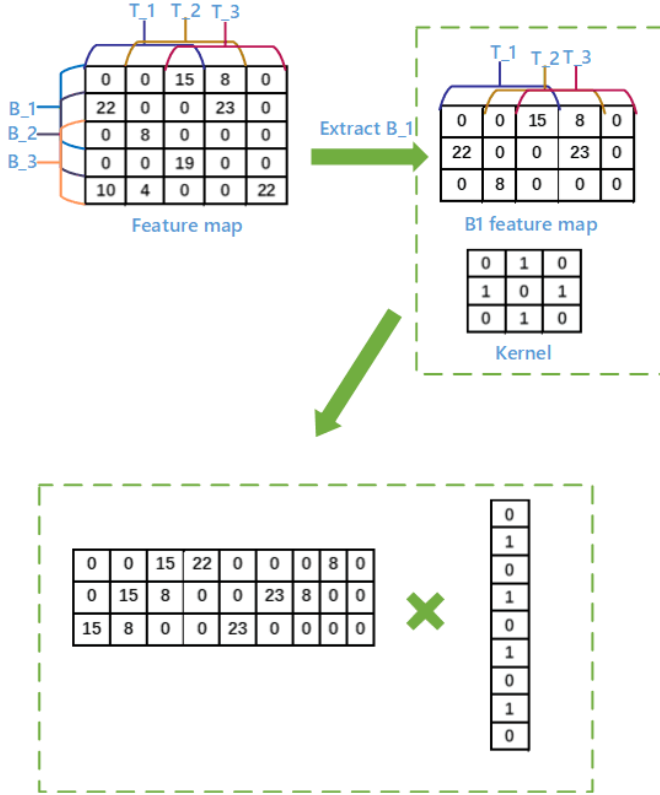 T_1 T_2 T_3
B_1
B_2
B_3
0 0 15 8 0
22 0 0 23 0
0 8 0 0 0
0 0 19 0 0
10 4 0 0 22
Feature map
Extract B_1
T_1 T_2 T_3
0 0 15 8 0
22 0 0 23 0
0 8 0 0 0
B1 feature map
0 1 0
1 0 1
0 1 0
Kernel
0 0 15 22 0 0 0 8 0
0 15 8 0 0 23 8 0 0
15 8 0 0 23 0 0 0 0
0
1
0
1
0
1
0
1
0